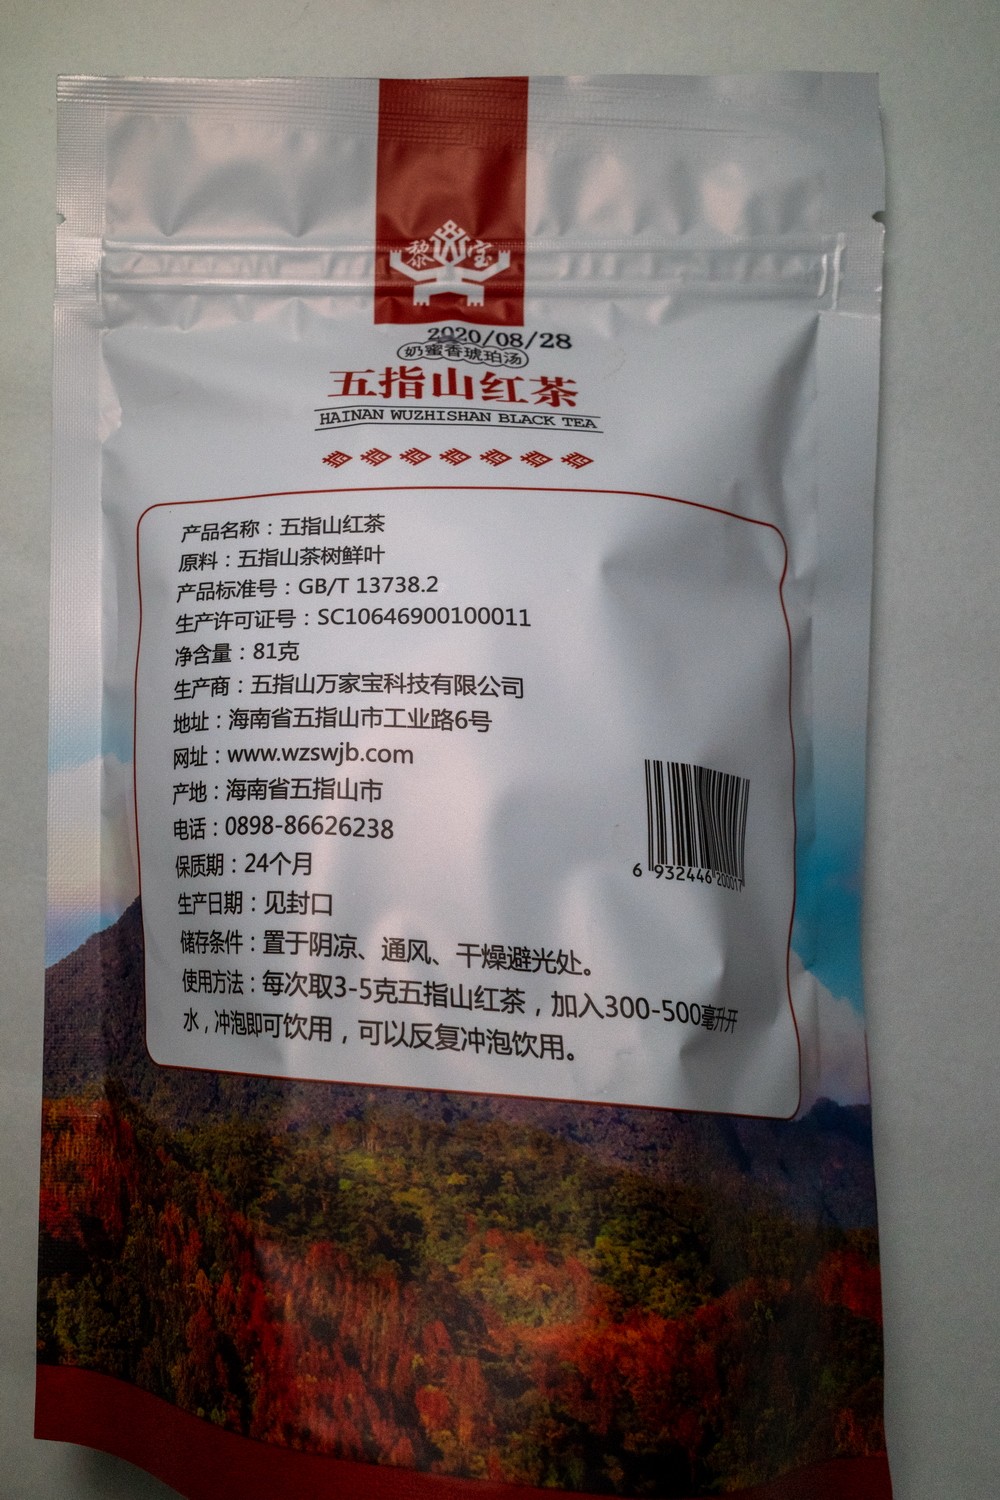 黎宝
2020/08/28
奶蜜香琥珀汤
五指山红茶
HAINAN WUZHISHAN BLACK TEA
产品名称：五指山红茶
原料：五指山茶树鲜叶
产品标准号：GB/T 13738.2
生产许可证号：SC10646900100011
净含量：81克
生产商：五指山万家宝科技有限公司
地址：海南省五指山市工业路6号
网址：www.wzswjb.com
产地：海南省五指山市
电话：0898-86626238
保质期：24个月
生产日期：见封口
储存条件：置于阴凉、通风、干燥避光处。
使用方法：每次取3-5克五指山红茶，加入300-500毫升开
水，冲泡即可饮用，可以反复冲泡饮用。
6 932446 200017